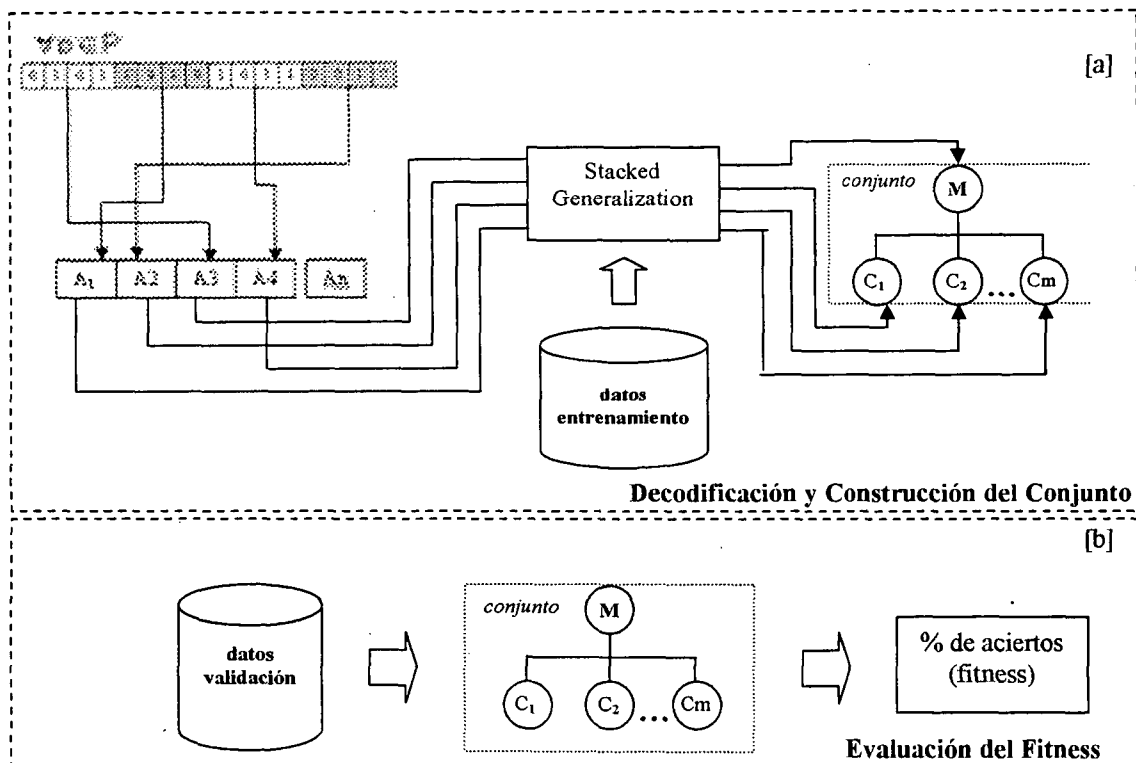 [a]
Stacked
Generalization
conjunto
M
A1 A2 A3 A4 An
C1 C2 ... Cm
datos
entrenamiento
Decodificación y Construcción del Conjunto
[b]
datos
validación
conjunto
M
C1 C2 ... Cm
% de aciertos
(fitness)
Evaluación del Fitness